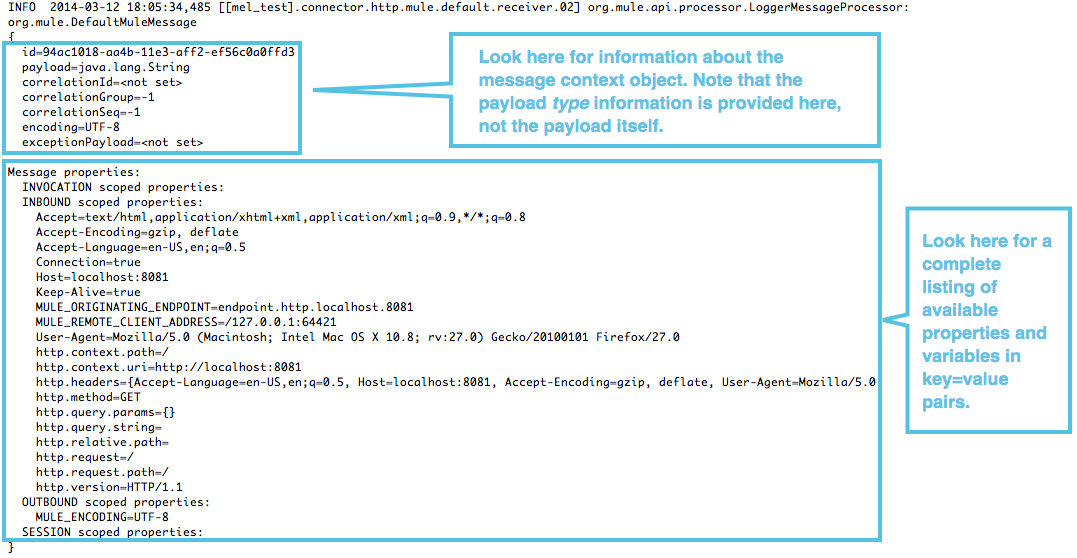 INFO  2014-03-12 18:05:34,485 [[mel_test].connector.http.mule.default.receiver.02] org.mule.api.processor.LoggerMessageProcessor:
org.mule.DefaultMuleMessage
{
  id=94ac1018-aa4b-11e3-aff2-ef56c0a0ffd3
  payload=java.lang.String
  correlationId=<not set>
  correlationGroup=-1
  correlationSeq=-1
  encoding=UTF-8
  exceptionPayload=<not set>
Look here for information about the
message context object. Note that the
payload type information is provided here,
not the payload itself.
Message properties:
  INVOCATION scoped properties:
  INBOUND scoped properties:
    Accept=text/html,application/xhtml+xml,application/xml;q=0.9,*/*;q=0.8
    Accept-Encoding=gzip, deflate
    Accept-Language=en-US,en;q=0.5
    Connection=true
    Host=localhost:8081
    Keep-Alive=true
    MULE_ORIGINATING_ENDPOINT=endpoint.http.localhost.8081
    MULE_REMOTE_CLIENT_ADDRESS=/127.0.0.1:64421
    User-Agent=Mozilla/5.0 (Macintosh; Intel Mac OS X 10.8; rv:27.0) Gecko/20100101 Firefox/27.0
    http.context.path=/
    http.context.uri=http://localhost:8081
    http.headers={Accept-Language=en-US,en;q=0.5, Host=localhost:8081, Accept-Encoding=gzip, deflate, User-Agent=Mozilla/5.0
    http.method=GET
    http.query.params={}
    http.query.string=
    http.relative.path=
    http.request=/
    http.request.path=/
    http.version=HTTP/1.1
  OUTBOUND scoped properties:
    MULE_ENCODING=UTF-8
  SESSION scoped properties:
}
Look here for a
complete
listing of
available
properties and
variables in
key=value
pairs.